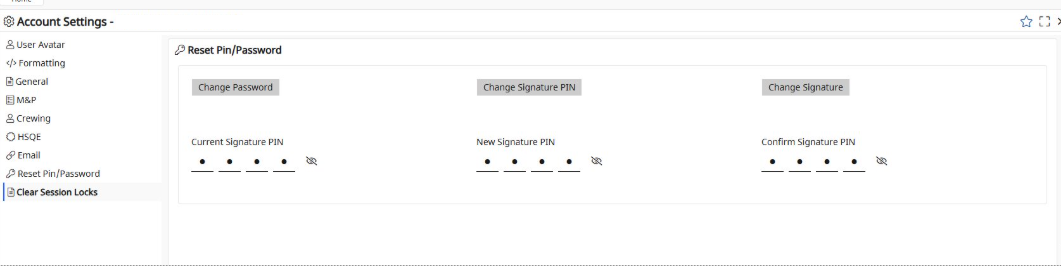 Home
Account Settings -
User Avatar
Formatting
General
M&P
Crewing
HSQE
Email
Reset Pin/Password
Clear Session Locks
Reset Pin/Password
Change Password
Change Signature PIN
Change Signature
Current Signature PIN
New Signature PIN
Confirm Signature PIN